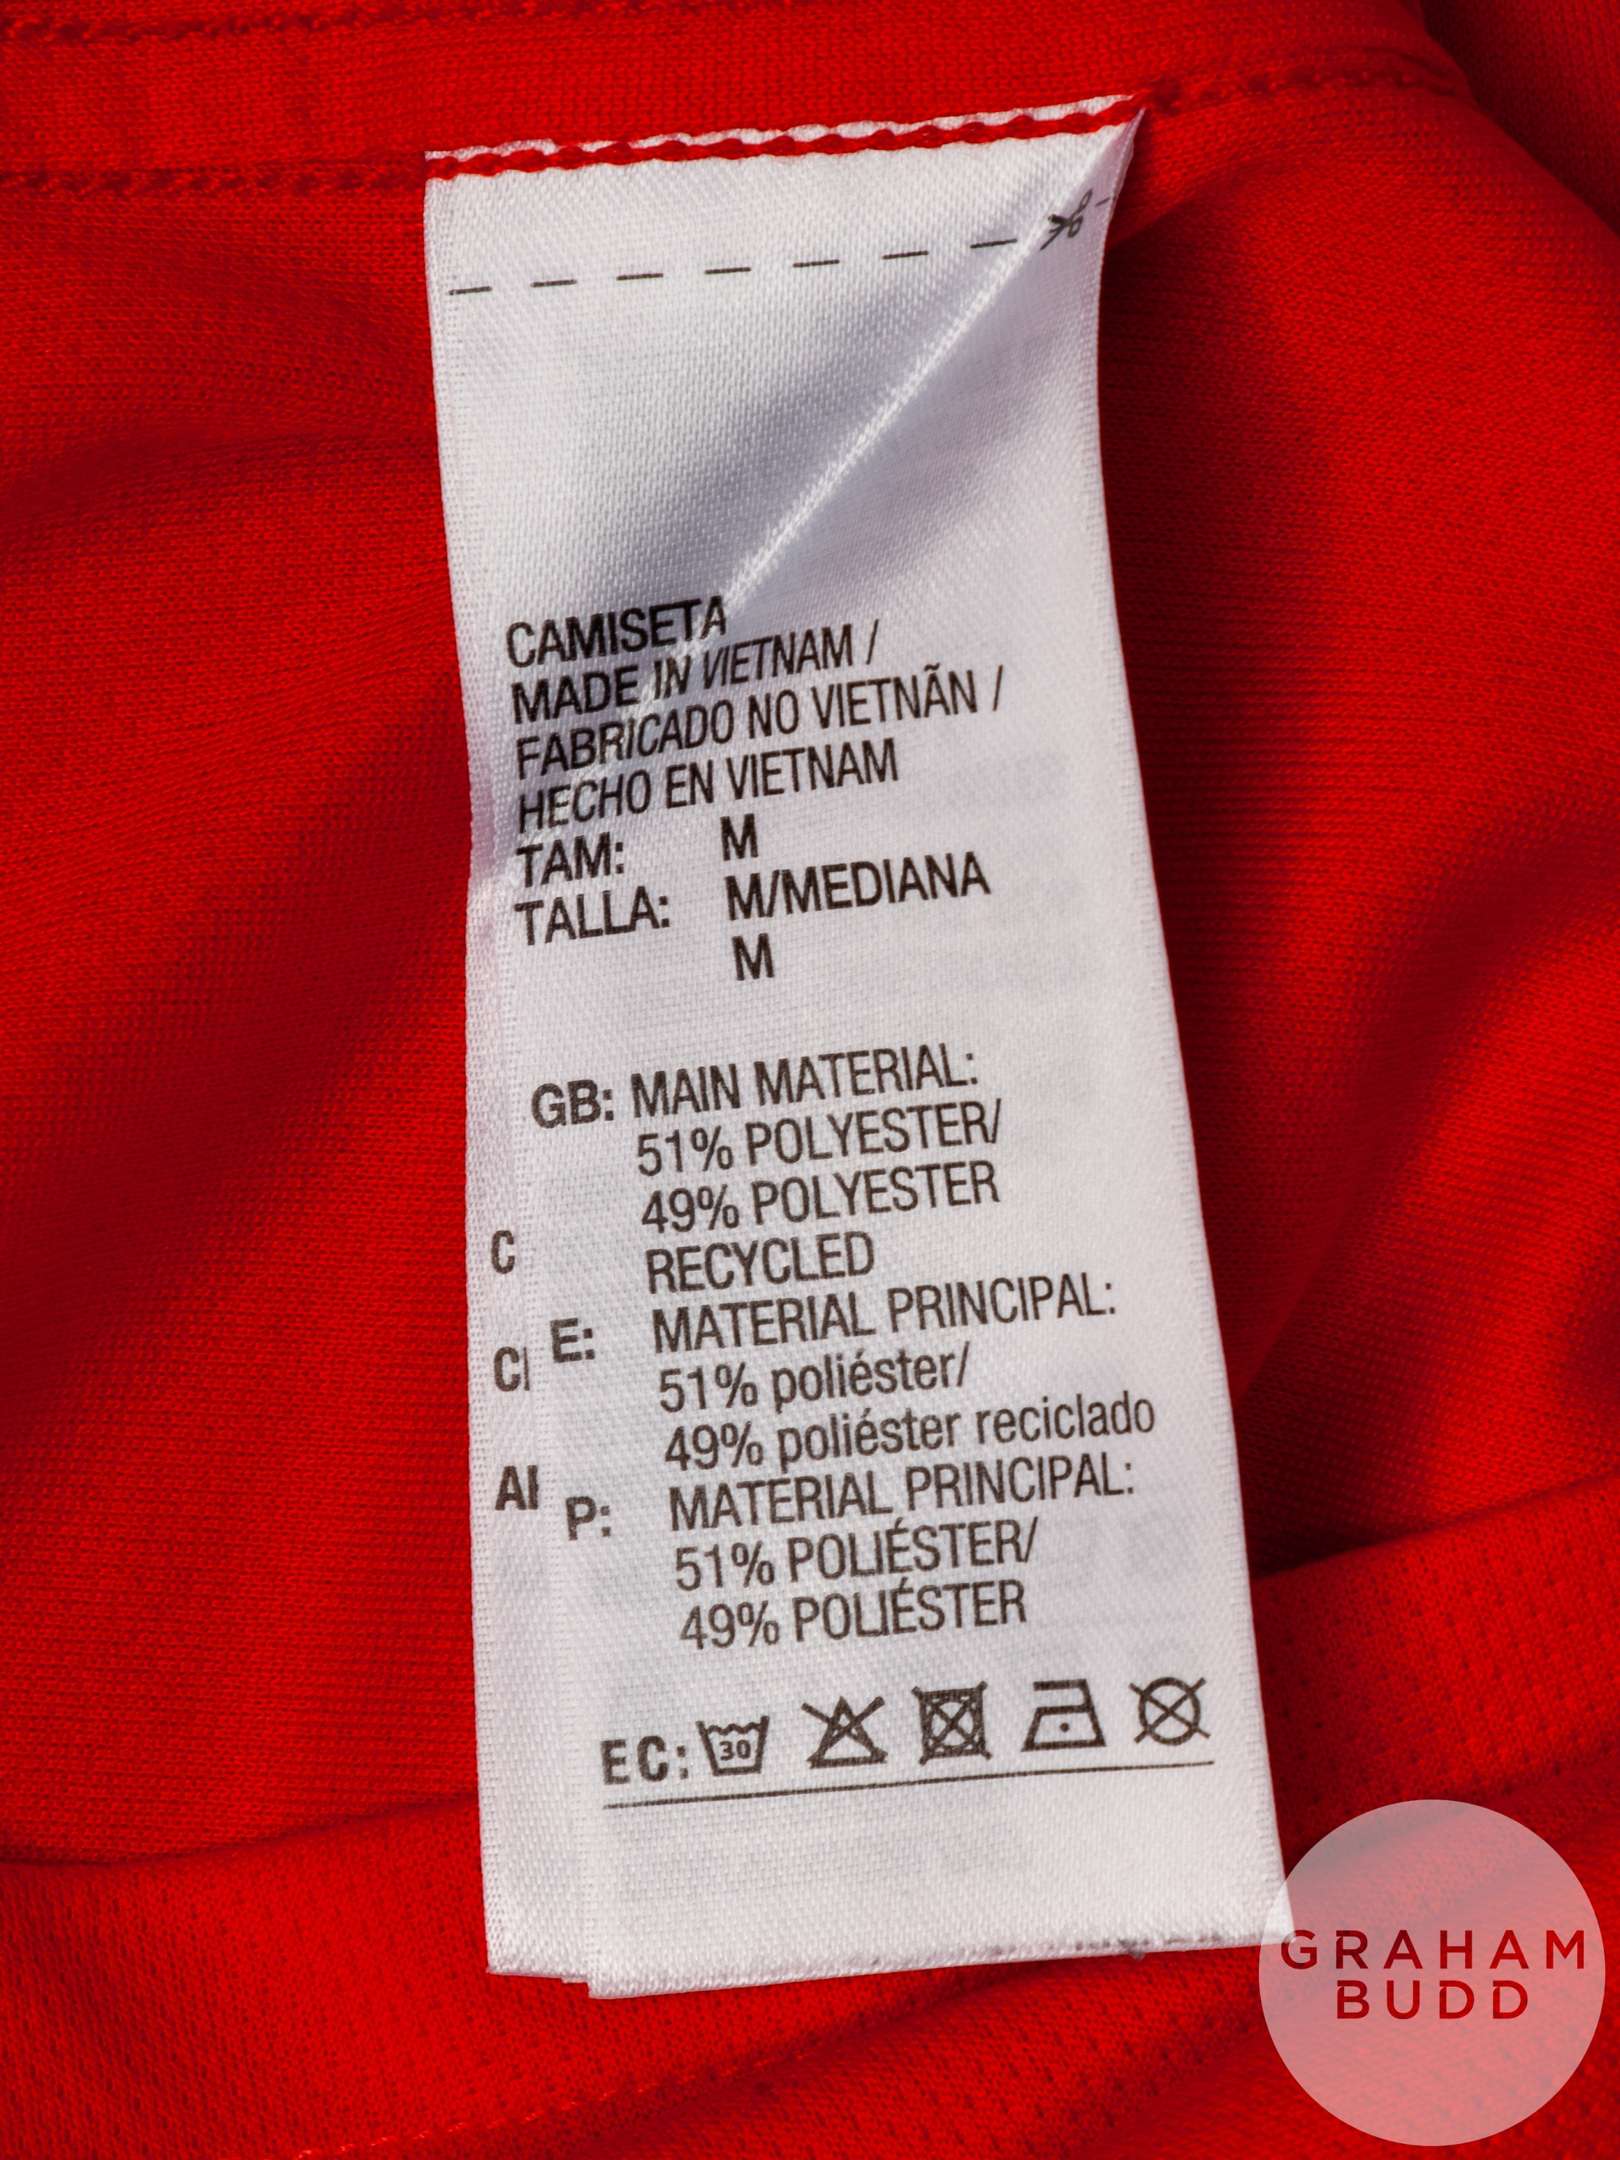 CAMISETA
MADE IN VIETNAM /
FABRICADO NO VIETNÃN /
HECHO EN VIETNAM
TAM: M
TALLA: M/MEDIANA
M
GB: MAIN MATERIAL:
51% POLYESTER/
49% POLYESTER
RECYCLED
E: MATERIAL PRINCIPAL:
51% poliéster/
49% poliéster reciclado
P: MATERIAL PRINCIPAL:
51% POLIÉSTER/
49% POLIÉSTER
EC: 30
C
GRAHAM
BUDD